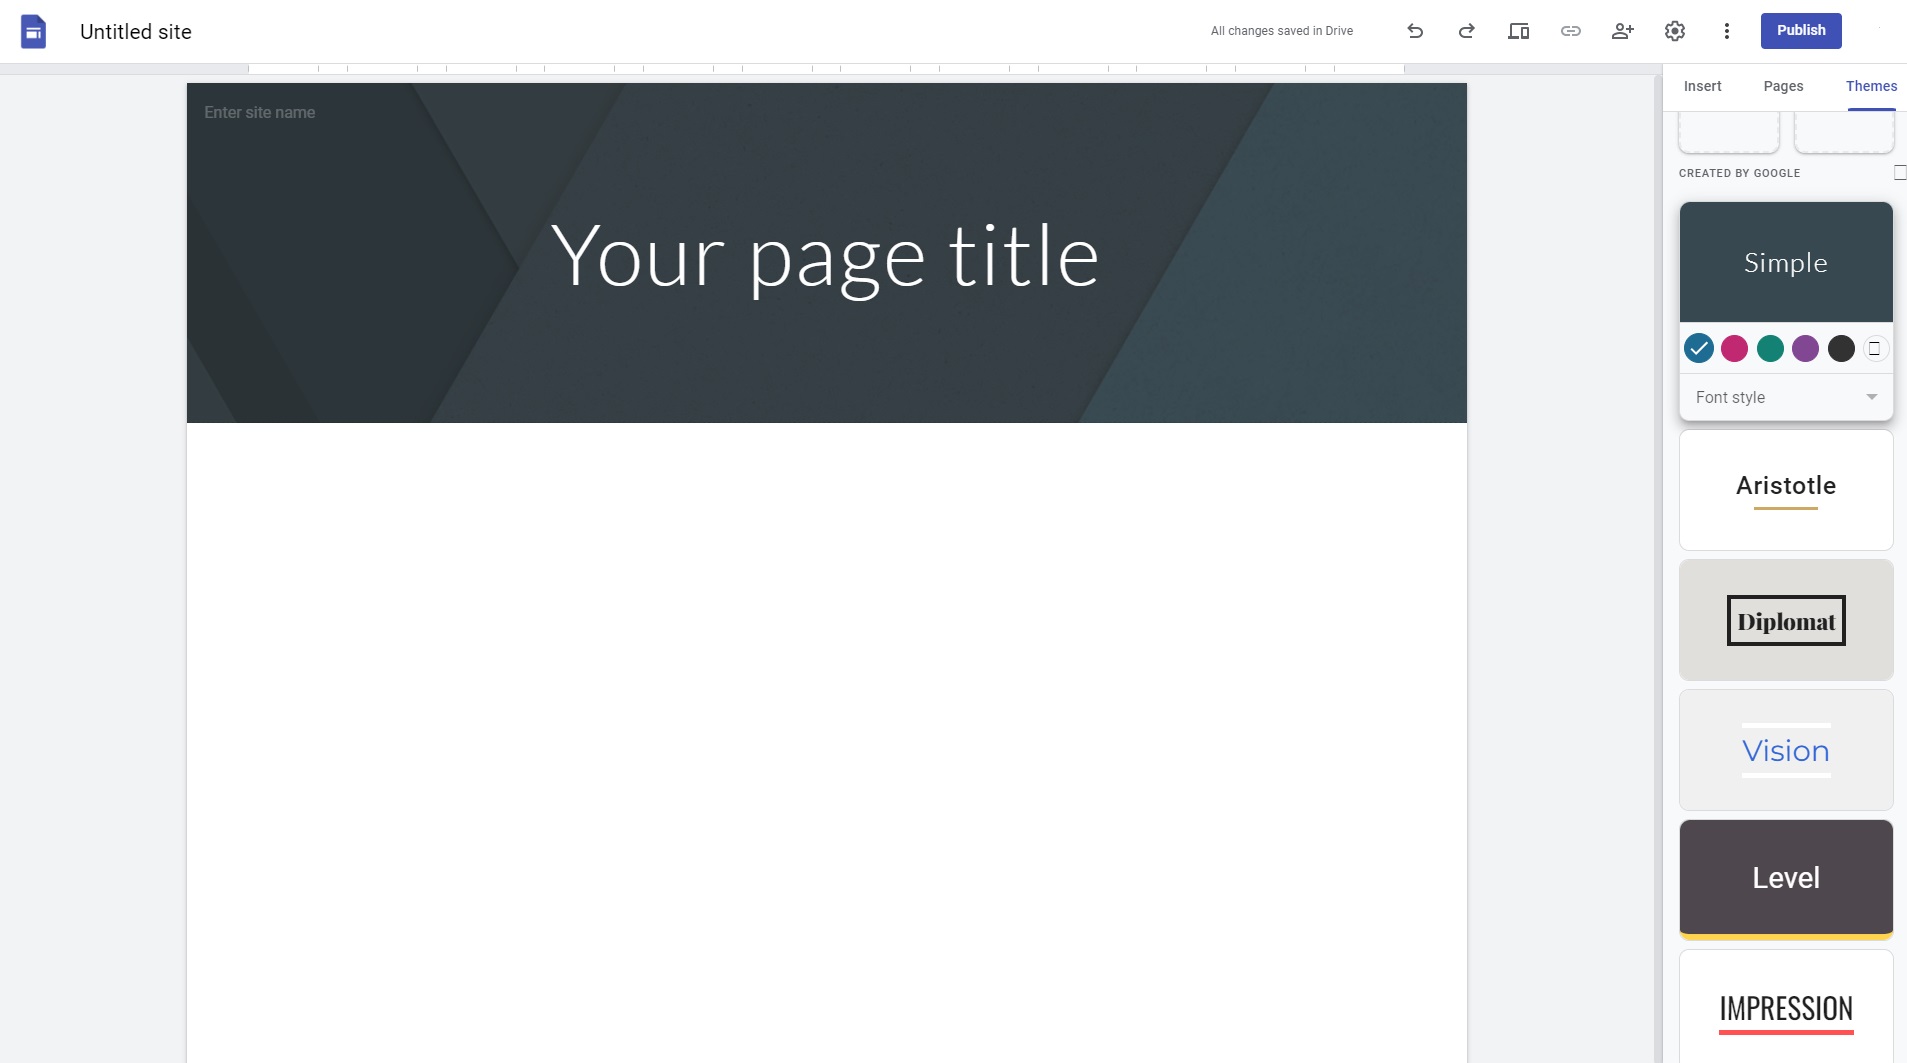 Untitled site
All changes saved in Drive
Publish
Insert
Pages
Themes
Enter site name
Your page title
CREATED BY GOOGLE
Simple
Font style
Aristotle
Diplomat
Vision
Level
IMPRESSION